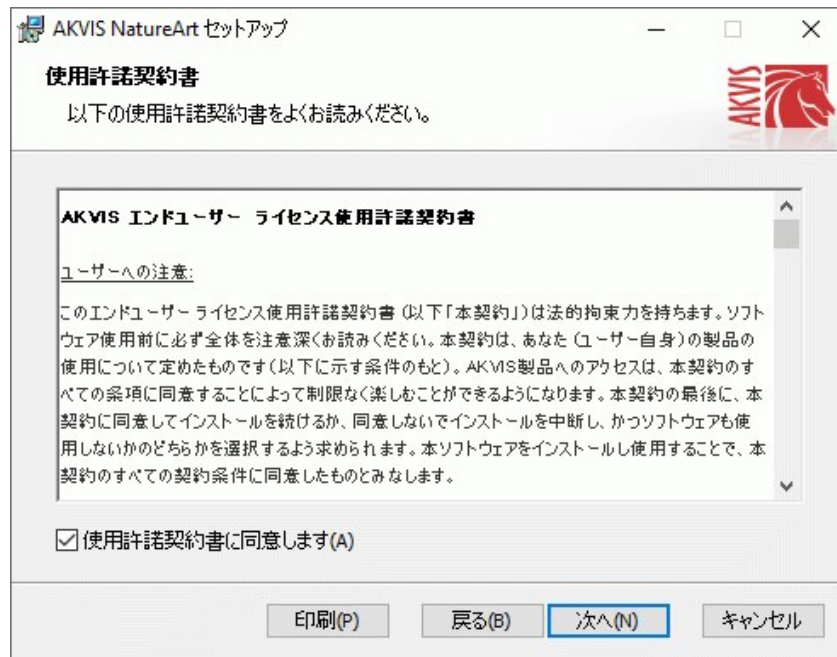 AKVIS NatureArt セットアップ
使用許諾契約書
以下の使用許諾契約書をよくお読みください。
AKVIS
AKVIS エンドユーザー ライセンス使用許諾契約書
ユーザーへの注意:
このエンドユーザー ライセンス使用許諾契約書 (以下「本契約」)は法的拘束力を持ちます。ソフト
ウェア使用前に必ず全体を注意深くお読みください。本契約は、あなた (ユーザー自身)の製品の
使用について定めたものです (以下に示す条件のもと)。AKVIS製品へのアクセスは、本契約のす
べての条項に同意することによって制限なく楽しむことができるようになります。本契約の最後に、本
契約に同意してインストールを続けるか、同意しないでインストールを中断し、かつソフトウェアも使
用しないかのどちらかを選択するよう求められます。本ソフトウェアをインストールし使用することで、本
契約のすべての契約条件に同意したものとみなします。
使用許諾契約書に同意します(A)
印刷(P) 戻る(B) 次へ(N) キャンセル